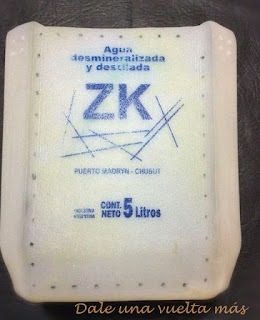 Agua
desmineralizada
y destilada
ZK
PUERTO MADRYN - CHUBUT
INDUSTRIA
ARGENTINA
CONT.
NETO 5 Litros
Dale una vuelta más